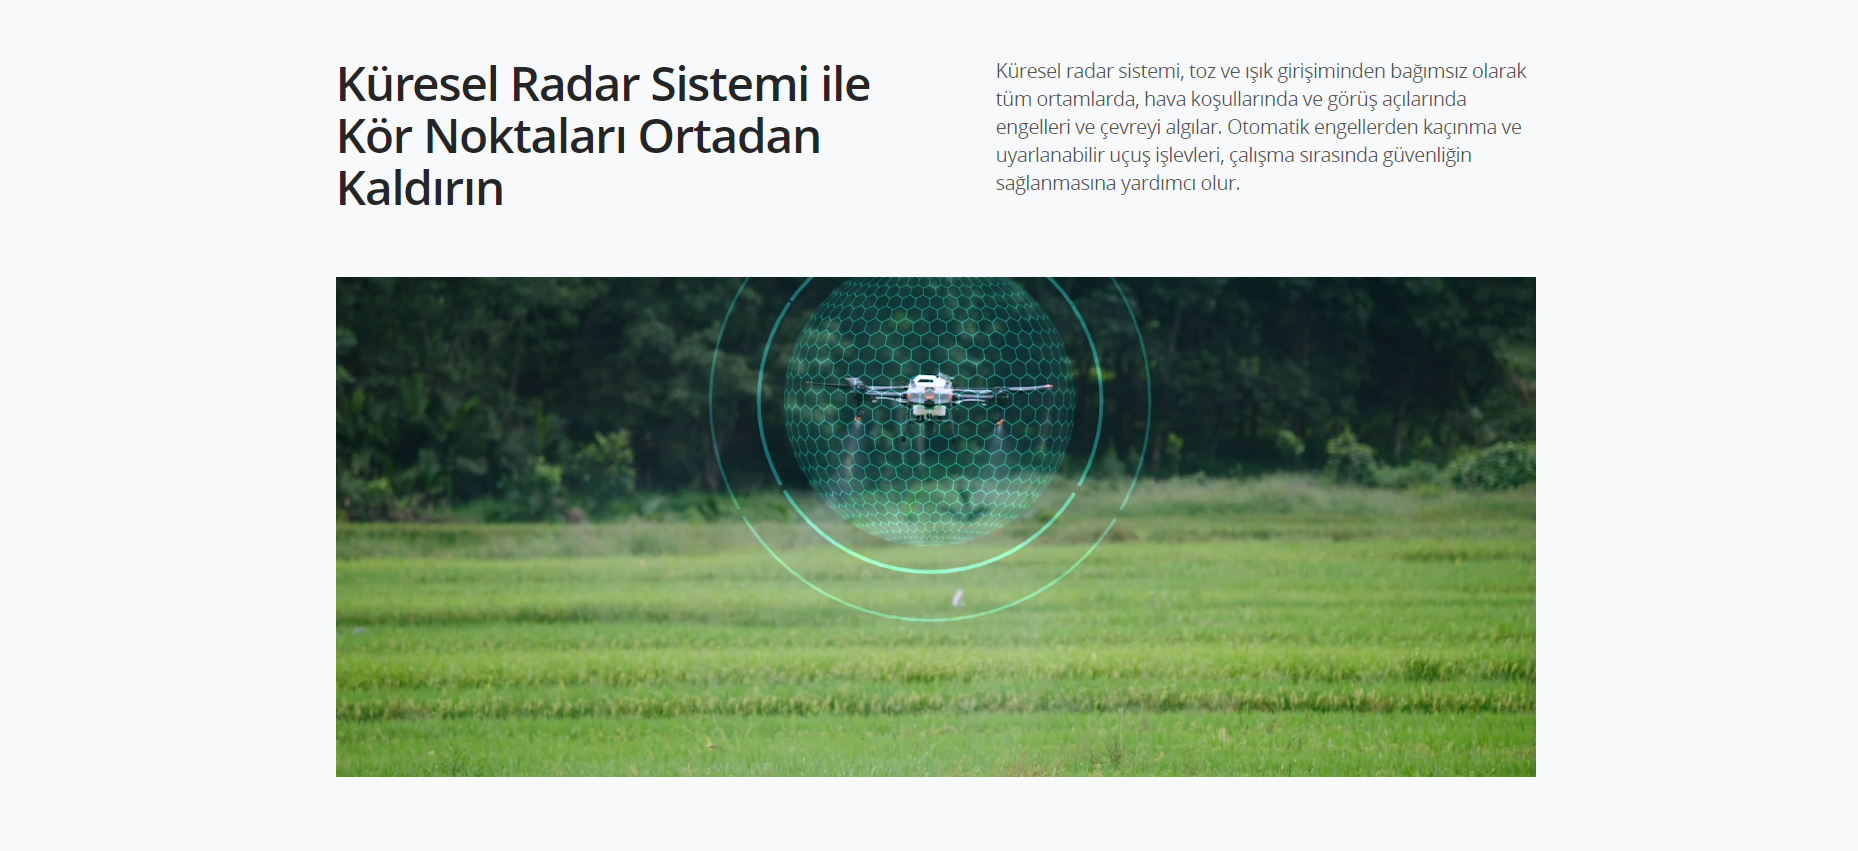 Küresel Radar Sistemi ile
Kör Noktaları Ortadan
Kaldırın
Küresel radar sistemi, toz ve ışık girişiminden bağımsız olarak
tüm ortamlarda, hava koşullarında ve görüş açılarında
engelleri ve çevreyi algılar. Otomatik engellerden kaçınma ve
uyarlanabilir uçuş işlevleri, çalışma sırasında güvenliğin
sağlanmasına yardımcı olur.